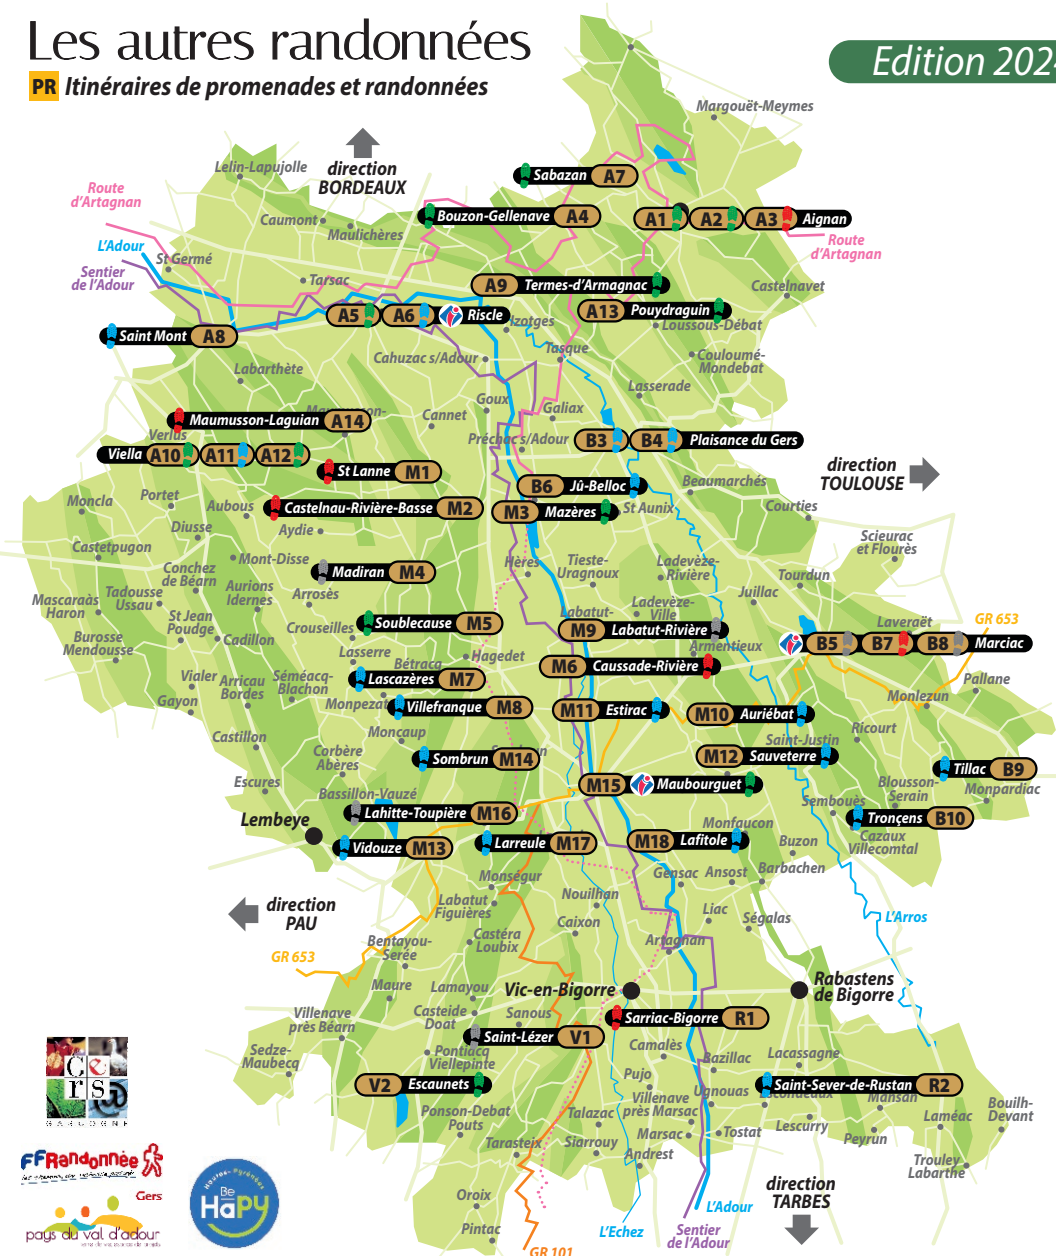 Les autres randonnées
PR Itinéraires de promenades et randonnées
Edition 202
Margouët-Meymes
direction
BORDEAUX
Lelin-Lapujolle
Sabazan A7
Route
d'Artagnan
Caumont
Maulichères
Bouzon-Gellenave A4
A1 A2 A3 Aignan
Route
d'Artagnan
L'Adour
St Germé
Sentier
de l'Adour
Tarsac
A9 Termes-d'Armagnac
Castelnavet
A5 A6 Riscle
Izotges
A13 Pouydraguin
Loussous-Débat
Saint Mont A8
Cahuzac s/Adour
Tasque
Couloumé-
Mondebat
Labarthète
Lasserade
Goux
Galiax
Maumusson-Laguian A14
Cannet
Verlus
Préchac s/Adour
B3 B4 Plaisance du Gers
Viella A10 A11 A12
St Lanne M1
direction
TOULOUSE
B6 Jû-Belloc
Beaumarchés
Moncla
Portet
Aubous
Castelnau-Rivière-Basse M2
M3 Mazères
St Aunix
Courties
Diusse
Aydie
Scieurac
et Flourès
Castetpugon
Mont-Disse
Conchez
de Béarn
Madiran M4
Hères
Tieste-
Uragnoux
Ladevèze-
Rivière
Tourdun
Mascaraàs
Haron
Tadousse
Ussau
Aurions
Idernes
Arrosès
Juillac
St Jean
Poudge
Crouseilles
Soublecause M5
Labatut-
Ladevèze-
Ville
Laveraët
GR 653
Burosse
Mendousse
Cadillon
M9 Labatut-Rivière
Armentieux
B5 B7 B8 Marciac
Lasserre
Bétracq
Hagedet
M6 Caussade-Rivière
Vialer
Arricau
Bordes
Séméacq-
Blachon
Lascazères M7
Pallane
Gayon
Monpezat
Villefranque M8
M11 Estirac
M10 Auriébat
Monlezun
Castillon
Moncaup
Saint-Justin
Ricourt
Corbère
Abères
Sombrun M14
M12 Sauveterre
Tillac B9
Escures
M15 Maubourguet
Blousson-
Serain
Monpardiac
Bassillon-Vauzé
Lahitte-Toupière M16
Sembouès
Tronçens B10
Lembeye
Monfaucon
Cazaux
Villecomtal
Vidouze M13
Larreule M17
M18 Lafitole
Buzon
Monségur
Gensac
Ansost
Barbachen
direction
PAU
Labatut
Figuières
Nouilhan
Liac
L'Arros
Caixon
Ségalas
Bentayou-
Serée
Castéra
Loubix
Artagnan
GR 653
Maure
Lamayou
Vic-en-Bigorre
Rabastens
de Bigorre
Villenave
près Béarn
Casteide
Doat
Sanous
Sarriac-Bigorre R1
Saint-Lézer V1
Camalès
Sedze-
Maubecq
Pontiacq
Viellepinte
Bazillac
Lacassagne
V2 Escaunets
Pujo
Ugnouas
Saint-Sever-de-Rustan R2
Escondeaux
Mansan
Ponson-Debat
Pouts
Talazac
Villenave
près Marsac
Laméac
Bouilh-
Devant
Lescurry
Tarasteix
Siarrouy
Marsac
Tostat
Peyrun
Andrest
Trouley
Labarthe
direction
TARBES
Oroix
L'Adour
Pintac
L'Echez
Sentier
de l'Adour
GR 101
Cers
GASCOGNE
FFRandonnée
Gers
pays du val d'adour
Hautes-Pyrénées
Be
HaPy